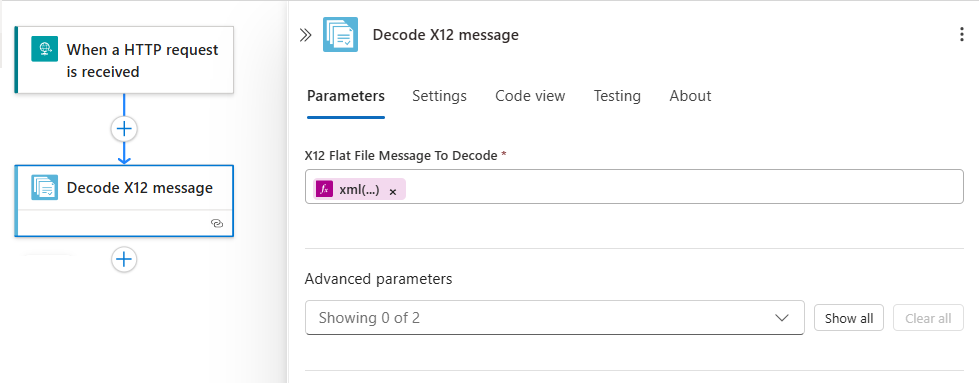 When a HTTP request
is received
Decode X12 message
Decode X12 message
Parameters
Settings
Code view
Testing
About
X12 Flat File Message To Decode *
fx xml(...) ×
Advanced parameters
Showing 0 of 2
Show all
Clear all